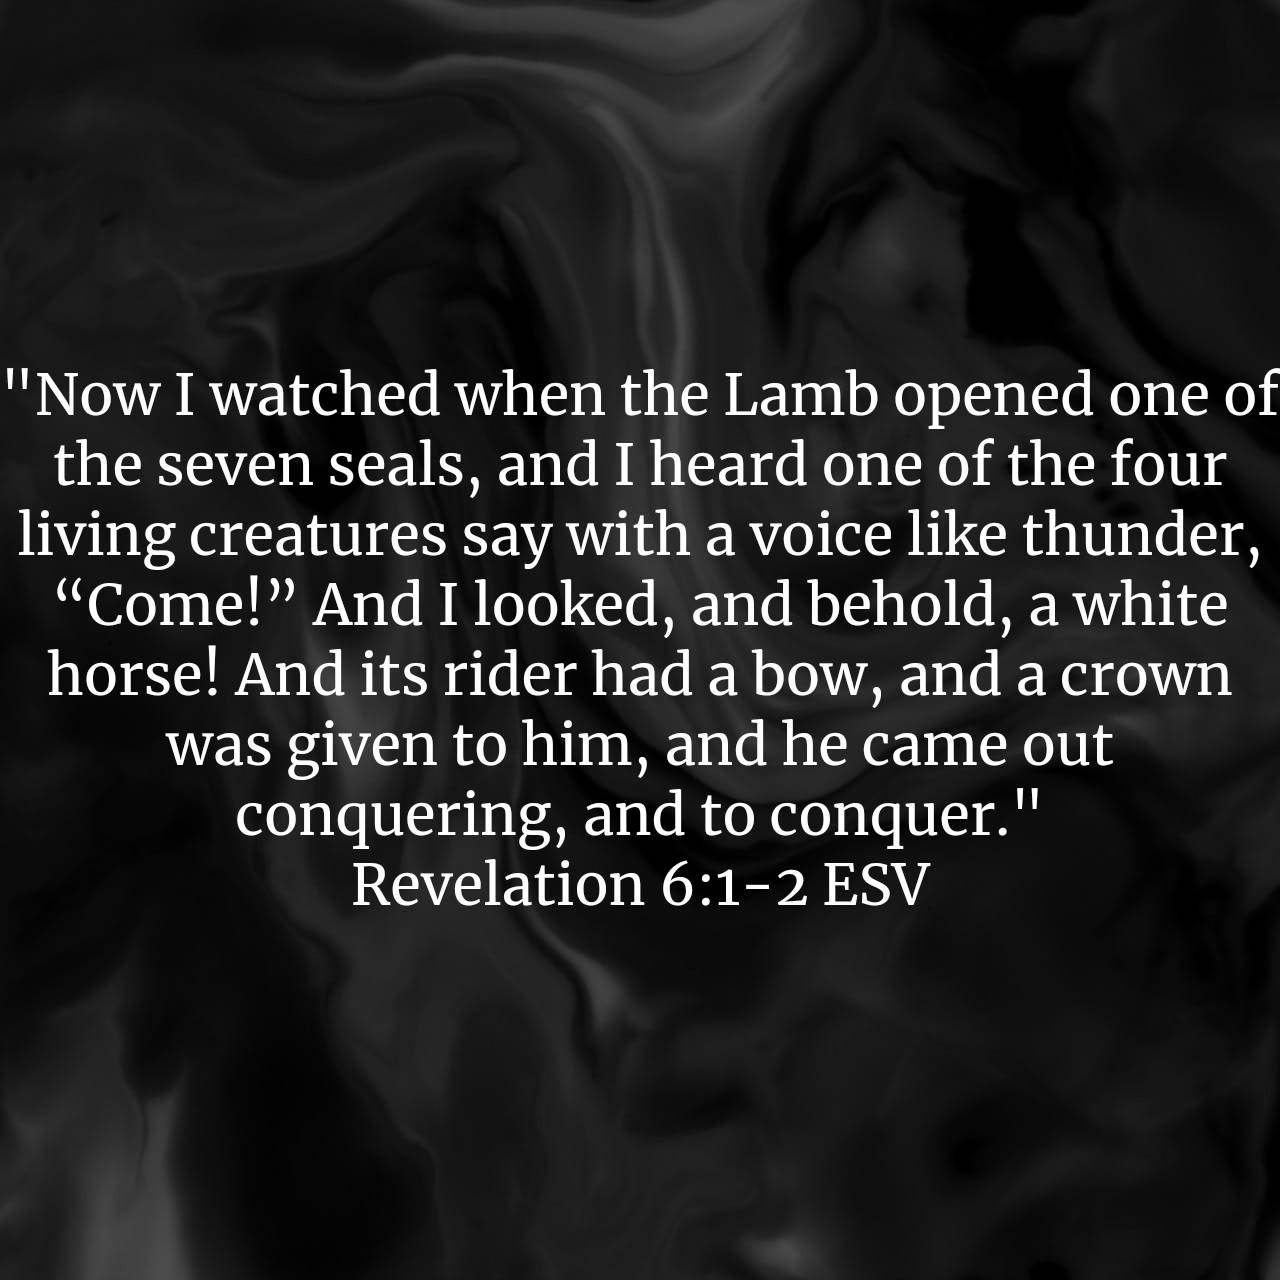 "Now I watched when the Lamb opened one of
the seven seals, and I heard one of the four
living creatures say with a voice like thunder,
“Come!” And I looked, and behold, a white
horse! And its rider had a bow, and a crown
was given to him, and he came out
conquering, and to conquer."
Revelation 6:1-2 ESV